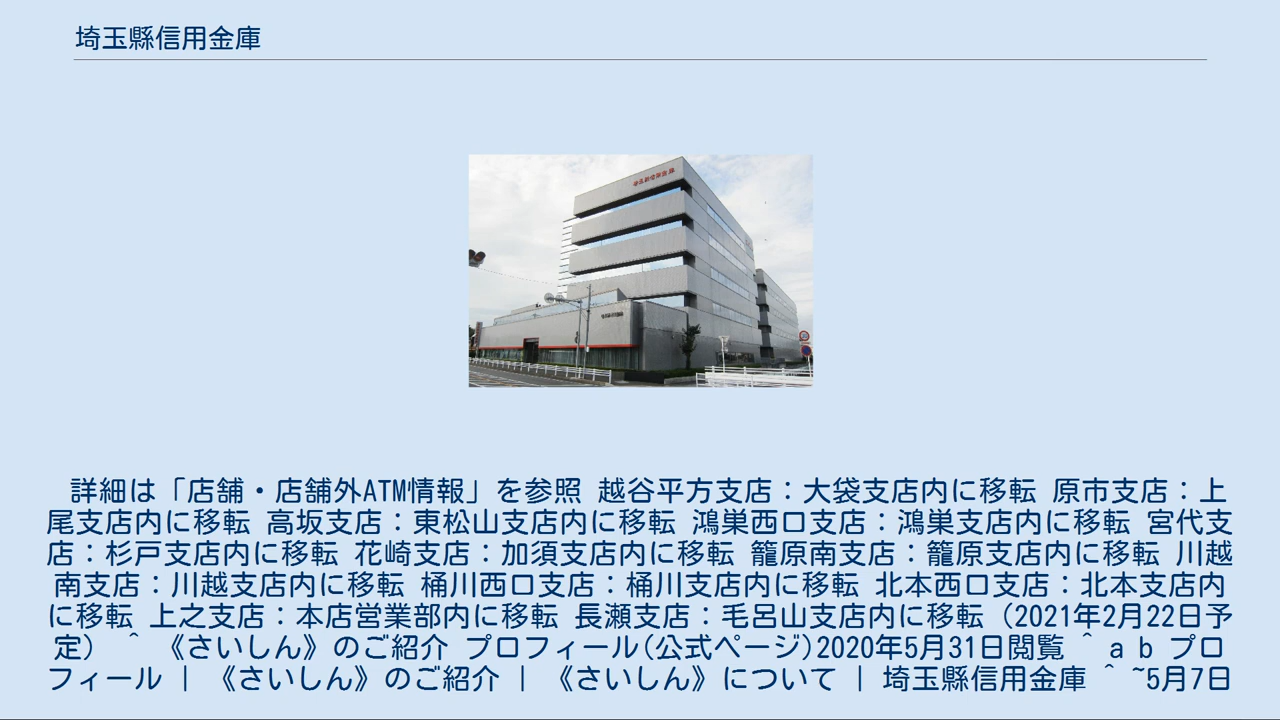 埼玉縣信用金庫
詳細は「店舗・店舗外ATM情報」を参照 越谷平方支店：大袋支店内に移転 原市支店：上
尾支店内に移転 高坂支店：東松山支店内に移転 鴻巣西口支店：鴻巣支店内に移転 宮代支
店：杉戸支店内に移転 花崎支店：加須支店内に移転 籠原南支店：籠原支店内に移転 川越
南支店：川越支店内に移転 桶川西口支店：桶川支店内に移転 北本西口支店：北本支店内
に移転 上之支店：本店営業部内に移転 長瀬支店：毛呂山支店内に移転（2021年2月22日予
定） ^ 《さいしん》のご紹介 プロフィール(公式ページ)2020年5月31日閲覧 ^ a b プロ
フィール | 《さいしん》のご紹介 | 《さいしん》について | 埼玉縣信用金庫 ^ ~5月7日